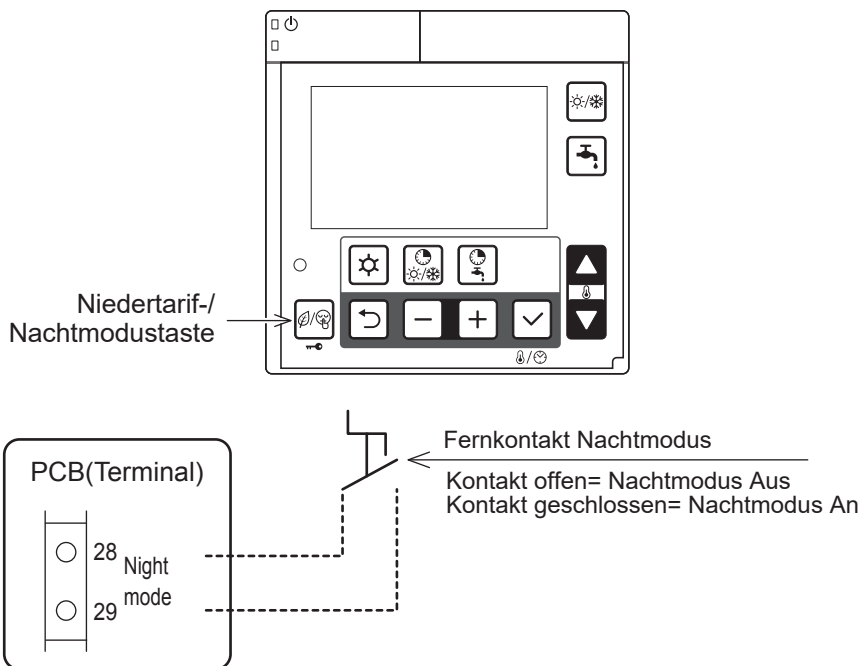 Niedertarif-/
Nachtmodustaste
Fernkontakt Nachtmodus
Kontakt offen= Nachtmodus Aus
Kontakt geschlossen= Nachtmodus An
PCB(Terminal)
28
Night
mode
29